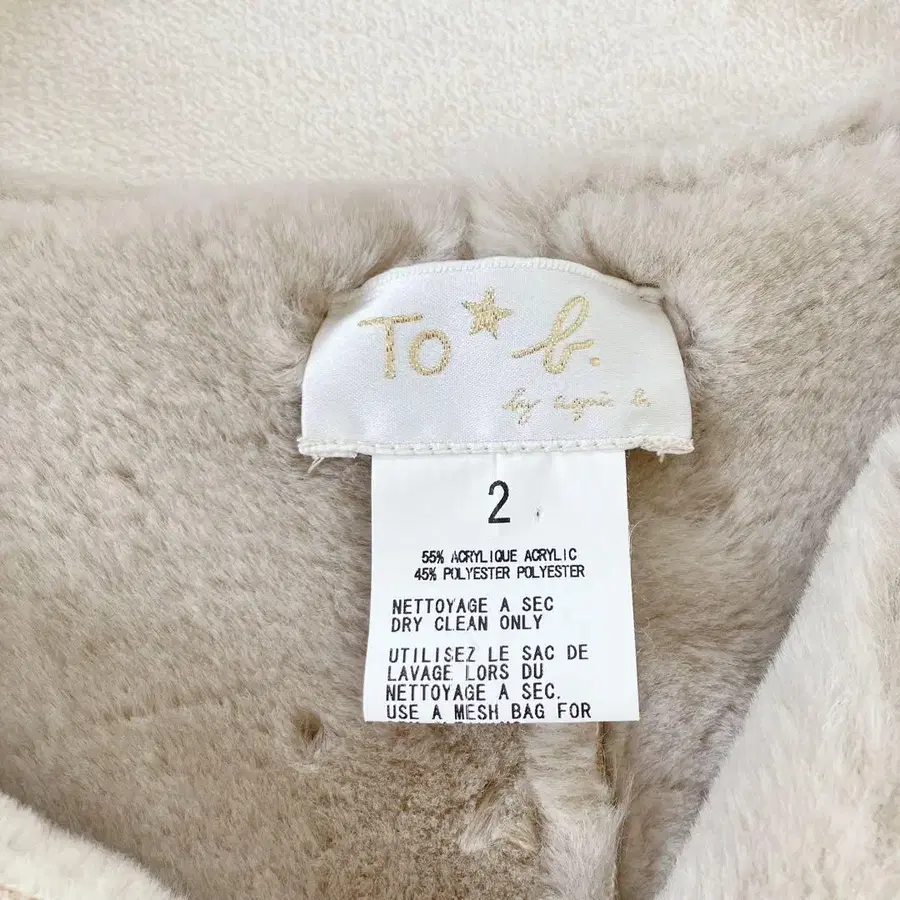 To★b.
by agnès b.
2
55% ACRYLIQUE ACRYLIC
45% POLYESTER POLYESTER
NETTOYAGE A SEC
DRY CLEAN ONLY
UTILISEZ LE SAC DE
LAVAGE LORS DU
NETTOYAGE A SEC.
USE A MESH BAG FOR